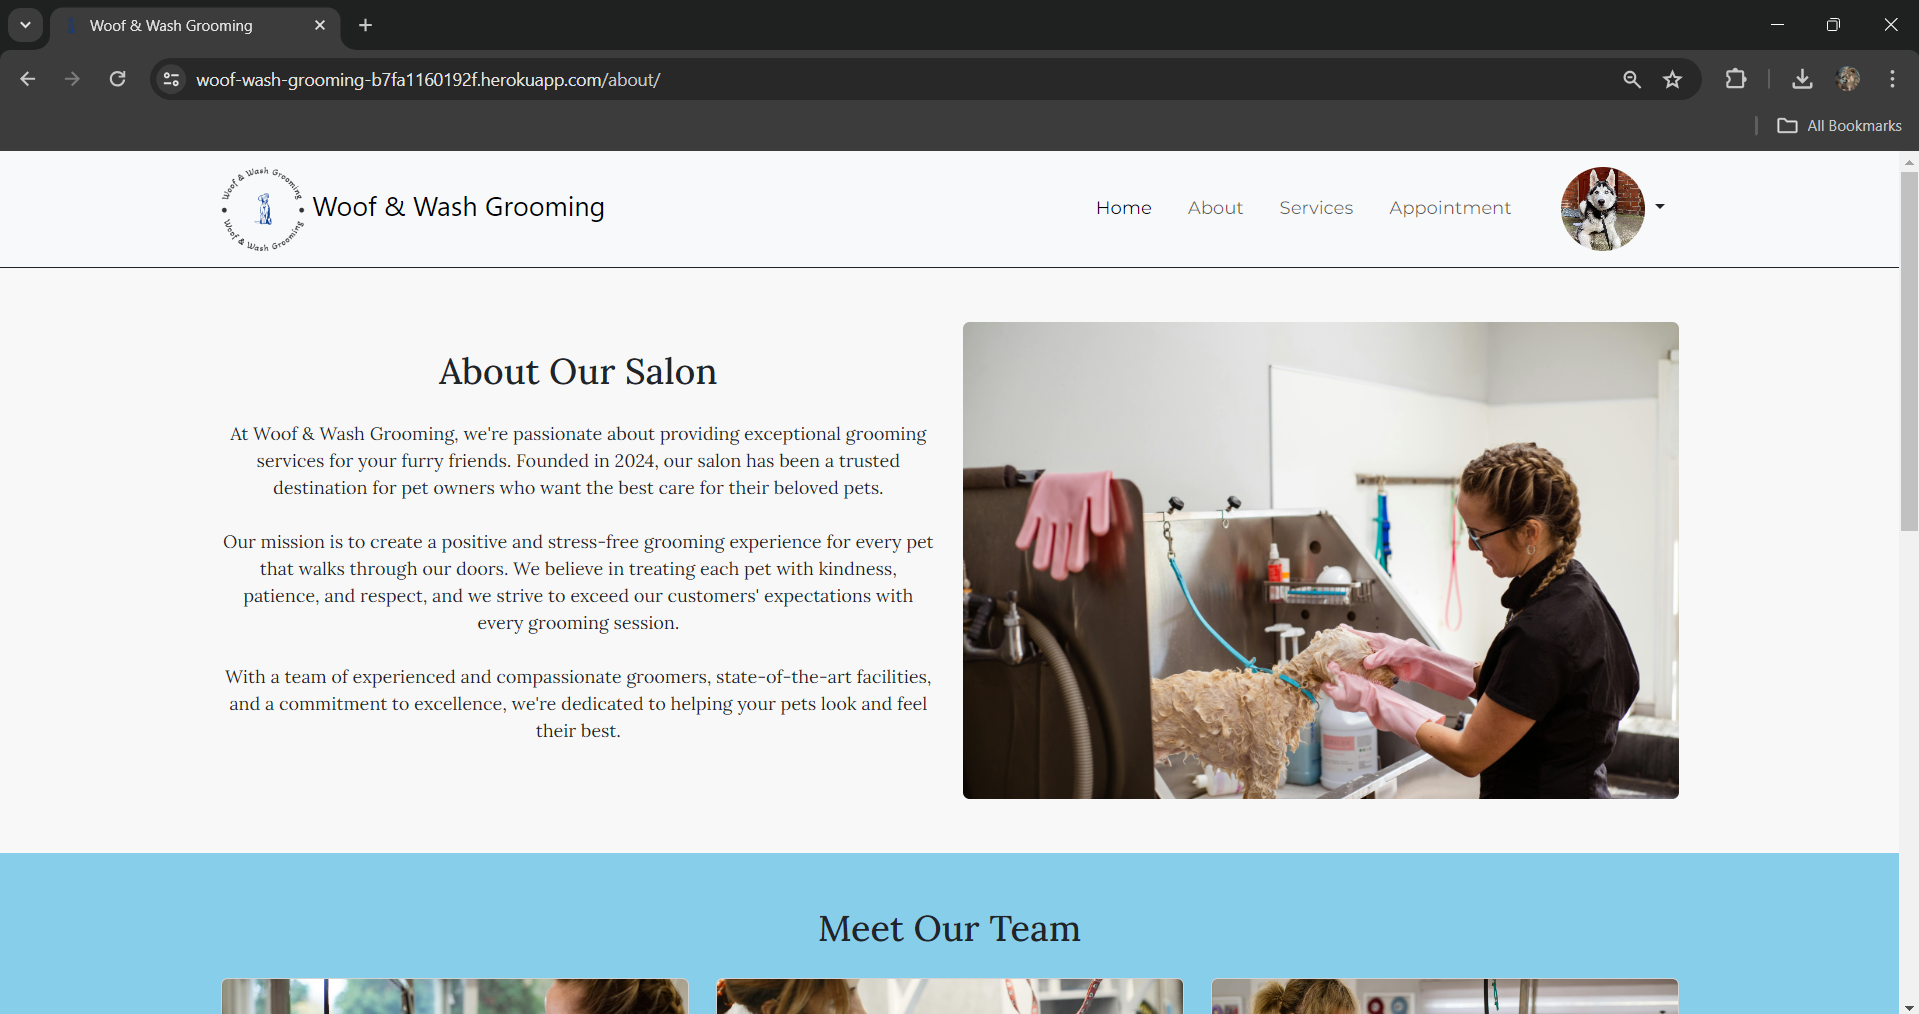 Woof & Wash Grooming
woof-wash-grooming-b7fa1160192f.herokuapp.com/about/
All Bookmarks
Woof & Wash Grooming
Woof & Wash Grooming
Woof & Wash Grooming
Home
About
Services
Appointment
About Our Salon
At Woof & Wash Grooming, we're passionate about providing exceptional grooming
services for your furry friends. Founded in 2024, our salon has been a trusted
destination for pet owners who want the best care for their beloved pets.
Our mission is to create a positive and stress-free grooming experience for every pet
that walks through our doors. We believe in treating each pet with kindness,
patience, and respect, and we strive to exceed our customers' expectations with
every grooming session.
With a team of experienced and compassionate groomers, state-of-the-art facilities,
and a commitment to excellence, we're dedicated to helping your pets look and feel
their best.
Meet Our Team